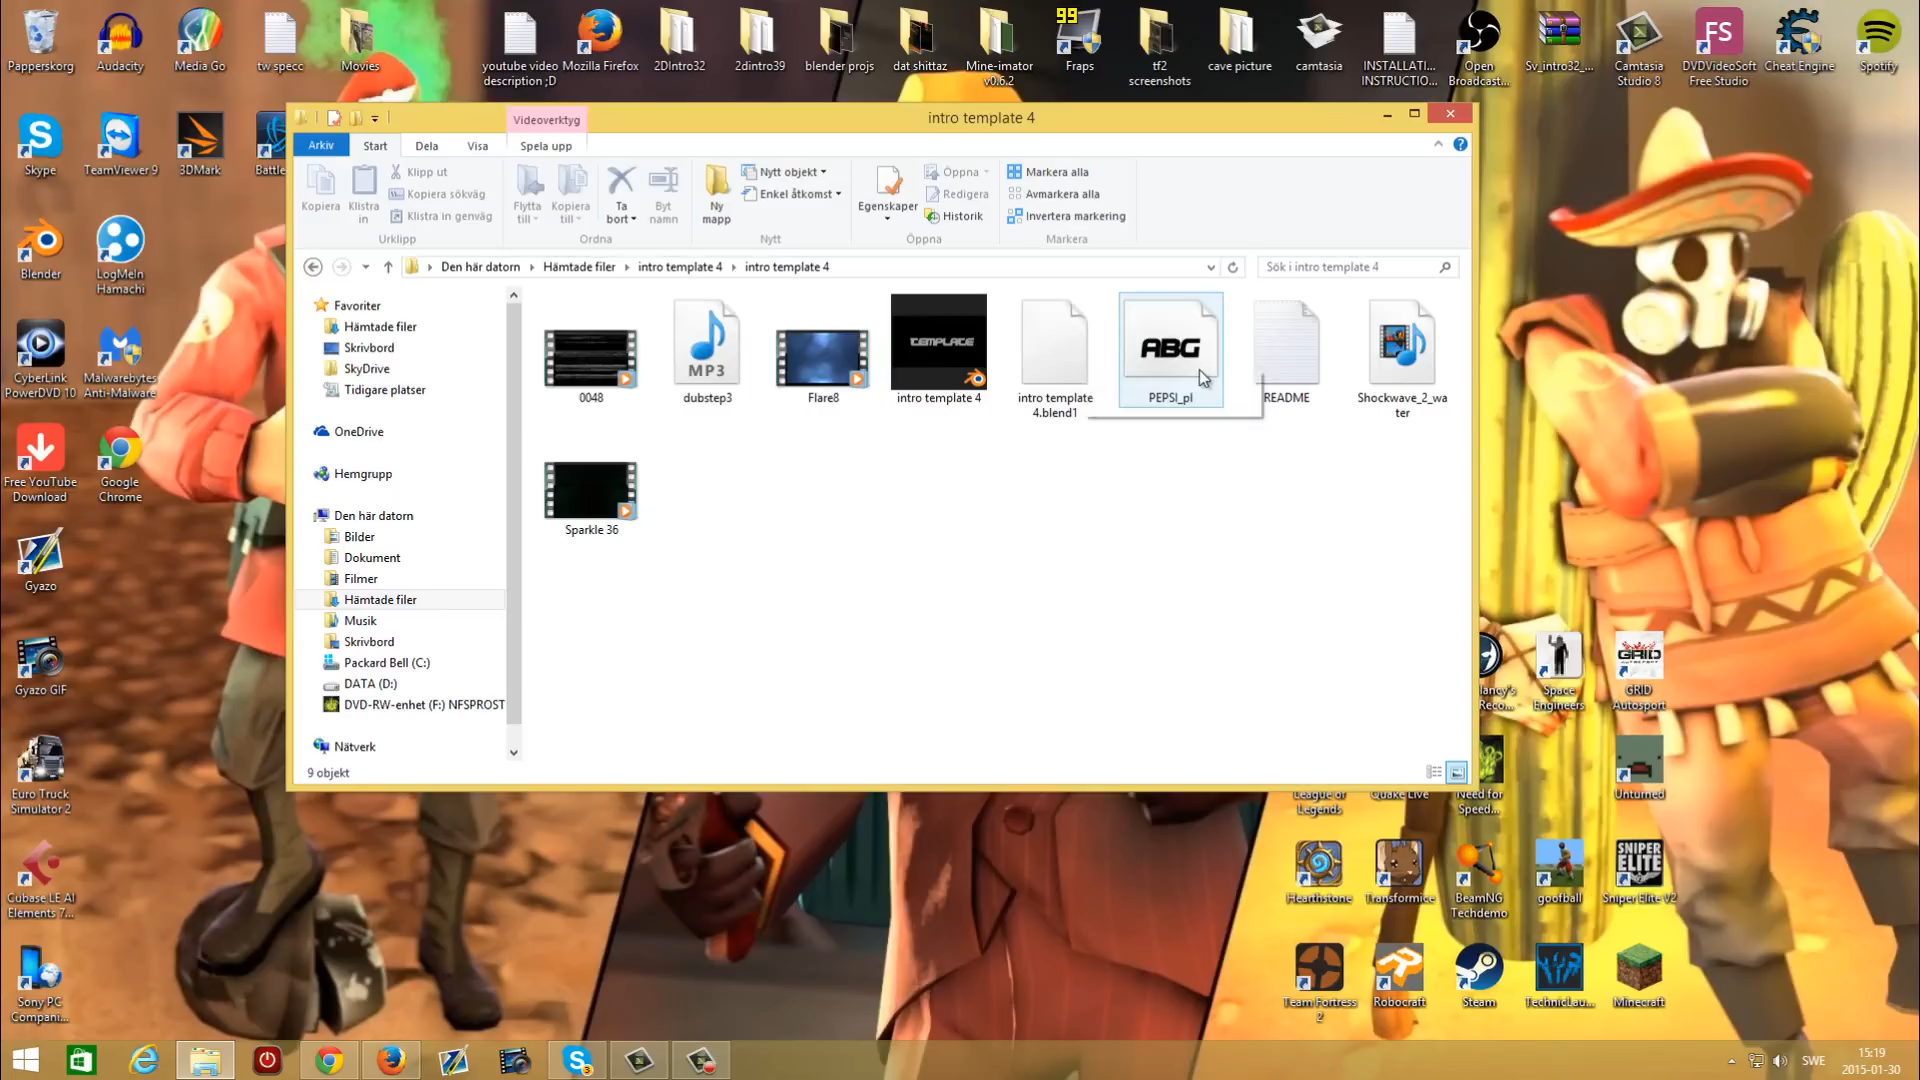 Papperskorg
Audacity
Media Go
tw specc
Movies
youtube video
description ;D
Mozilla Firefox
2DIntro32
2dintro39
blender projs
dat shittaz
Mine-imator
v0.6.2
99
Fraps
tf2
screenshots
cave picture
camtasia
INSTALLATI...
INSTRUCTIO...
Open
Broadcast...
Sv_intro32_...
Camtasia
Studio 8
FS
DVDVideoSoft
Free Studio
Cheat Engine
Spotify
Skype
TeamViewer 9
3DMark
Battle
Blender
LogMeIn
Hamachi
CyberLink
PowerDVD 10
Malwarebytes
Anti-Malware
Free YouTube
Download
Google
Chrome
Gyazo
Gyazo GIF
Euro Truck
Simulator 2
Cubase LE AI
Elements 7...
Sony PC
Compani...
Videoverktyg
intro template 4
Arkiv
Start
Dela
Visa
Spela upp
Kopiera
Klistra
in
Klipp ut
Kopiera sökväg
Klistra in genväg
Urklipp
Flytta
till
Kopiera
till
Ta
bort
Byt
namn
Ordna
Ny
mapp
Nytt objekt
Enkel åtkomst
Nytt
Egenskaper
Öppna
Redigera
Historik
Öppna
Markera alla
Avmarkera alla
Invertera markering
Markera
Den här datorn
Hämtade filer
intro template 4
intro template 4
Sök i intro template 4
Favoriter
Hämtade filer
Skrivbord
SkyDrive
Tidigare platser
OneDrive
Hemgrupp
Den här datorn
Bilder
Dokument
Filmer
Hämtade filer
Musik
Skrivbord
Packard Bell (C:)
DATA (D:)
DVD-RW-enhet (F:) NFSPROST
Nätverk
9 objekt
0048
MP3
dubstep3
Flare8
TEMPLATE
intro template 4
intro template
4.blend1
ABG
PEPSI_pl
README
Shockwave_2_wa
ter
Sparkle 36
lancy's
Reco...
Space
Engineers
GRID
GRID
Autosport
League of
Legends
Quake Live
Need for
Speed...
Unturned
Hearthstone
Transformice
BeamNG
Techdemo
goofball
SNIPER
ELITE
Sniper Elite V2
Team Fortress
2
Robocraft
Steam
TechnicLau...
Minecraft
SWE
15:19
2015-01-30